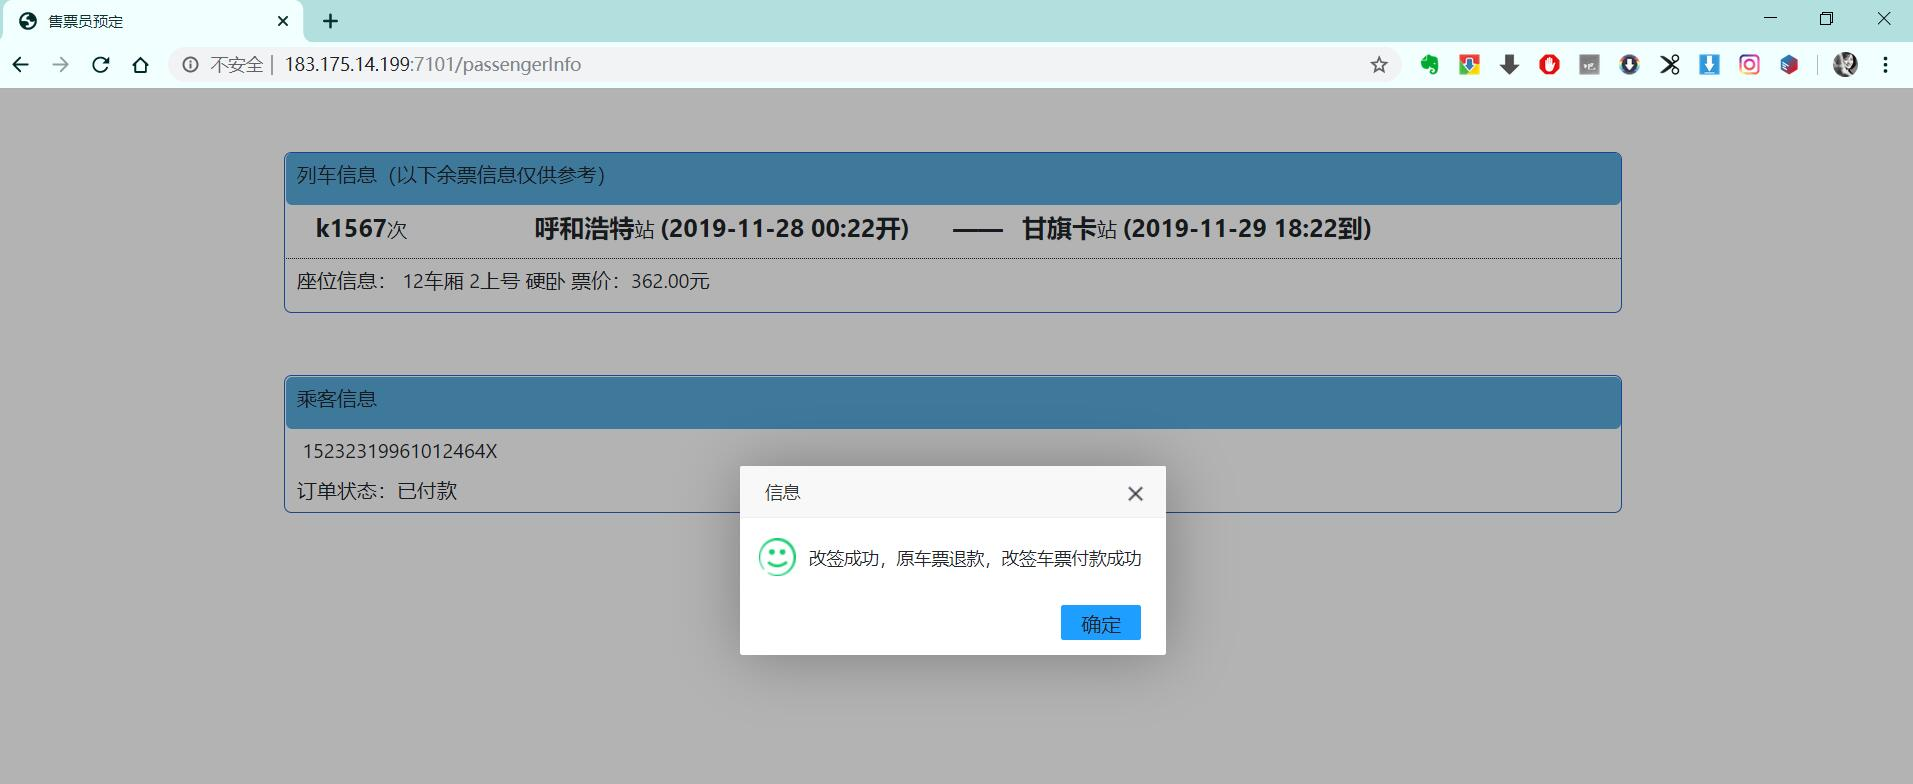 售票员预定
不安全 | 183.175.14.199:7101/passengerInfo
列车信息（以下余票信息仅供参考）
k1567次 呼和浩特站 (2019-11-28 00:22开) —— 甘旗卡站 (2019-11-29 18:22到)
座位信息： 12车厢 2上号 硬卧 票价：362.00元
乘客信息
15232319961012464X
订单状态：已付款
信息
改签成功，原车票退款，改签车票付款成功
确定